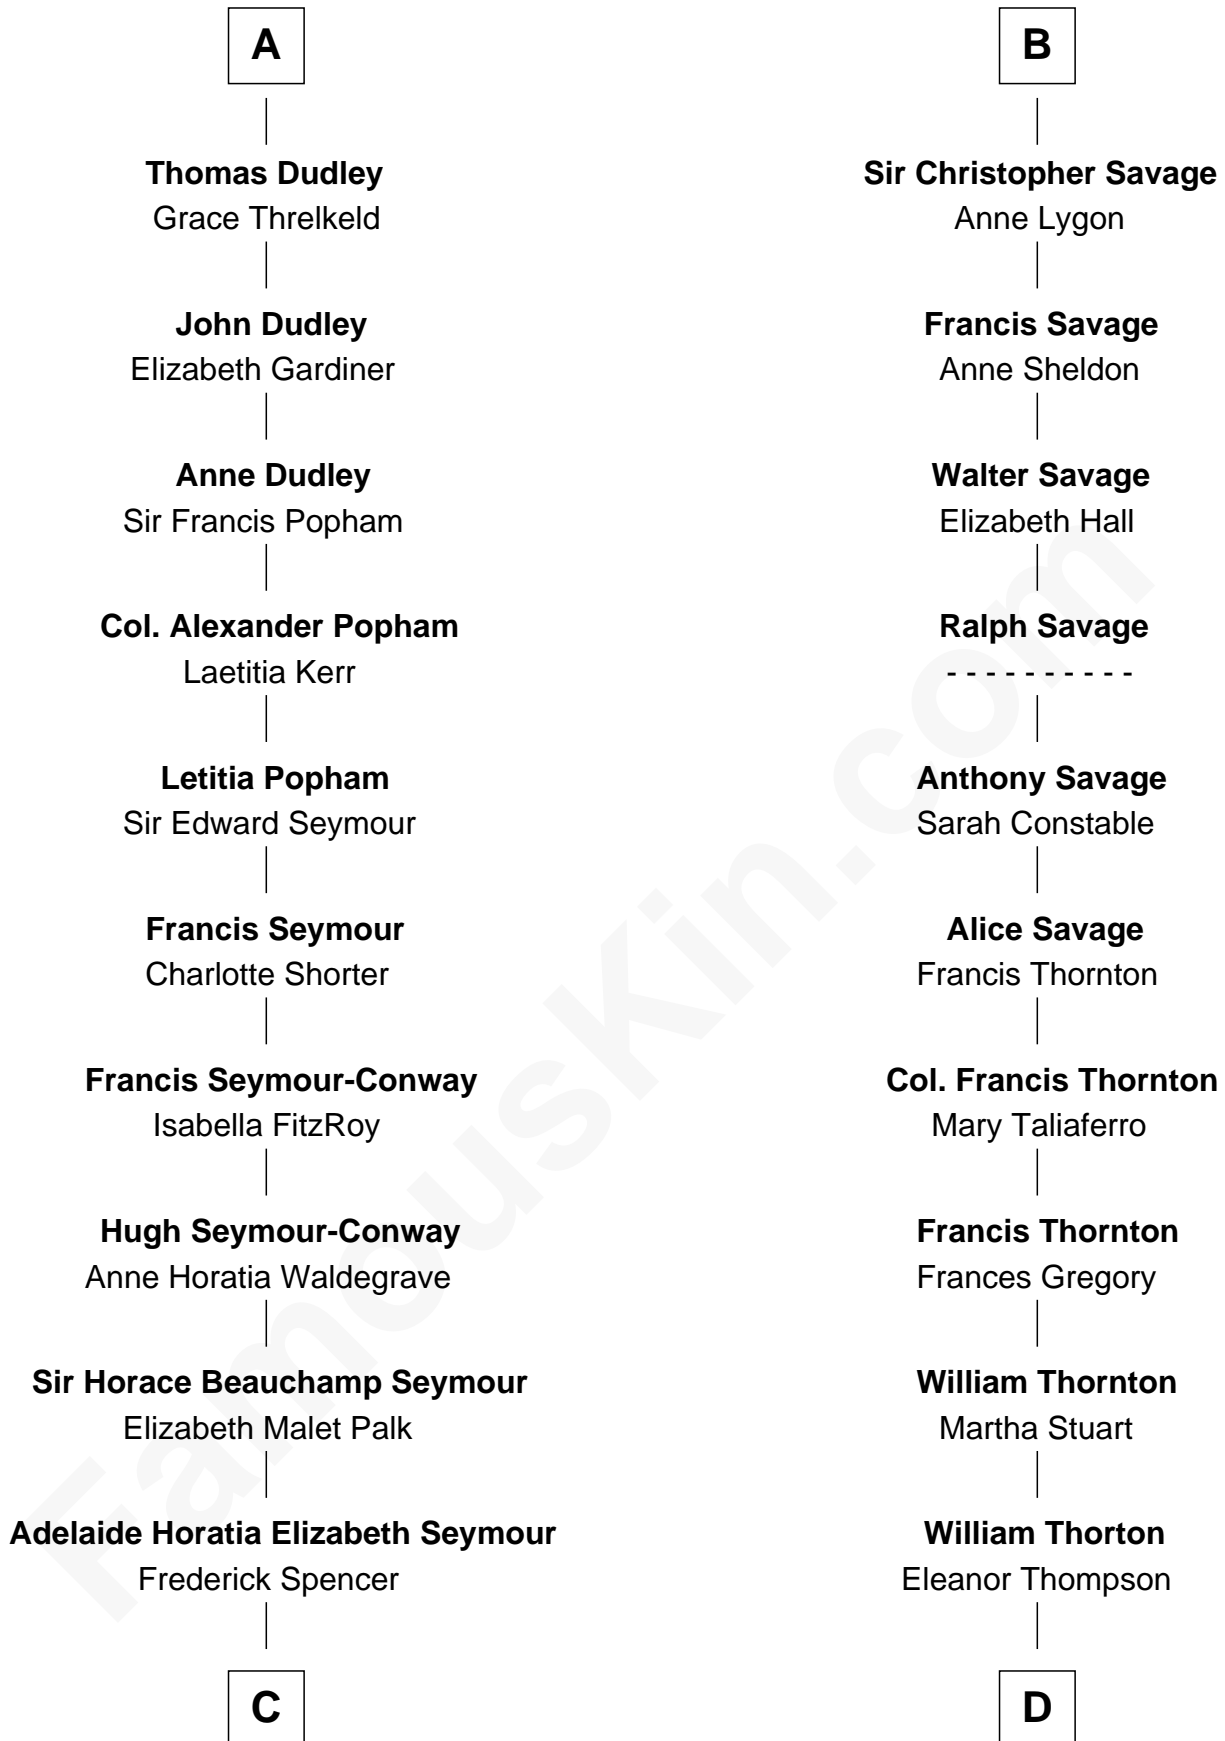 A
Thomas Dudley
Grace Threlkeld
John Dudley
Elizabeth Gardiner
Anne Dudley
Sir Francis Popham
Col. Alexander Popham
Laetitia Kerr
Letitia Popham
Sir Edward Seymour
Francis Seymour
Charlotte Shorter
Francis Seymour-Conway
Isabella FitzRoy
Hugh Seymour-Conway
Anne Horatia Waldegrave
Sir Horace Beauchamp Seymour
Elizabeth Malet Palk
Adelaide Horatia Elizabeth Seymour
Frederick Spencer
C
B
Sir Christopher Savage
Anne Lygon
Francis Savage
Anne Sheldon
Walter Savage
Elizabeth Hall
Ralph Savage
- - - - - - - - - -
Anthony Savage
Sarah Constable
Alice Savage
Francis Thornton
Col. Francis Thornton
Mary Taliaferro
Francis Thornton
Frances Gregory
William Thornton
Martha Stuart
William Thorton
Eleanor Thompson
D
FamousKin.com